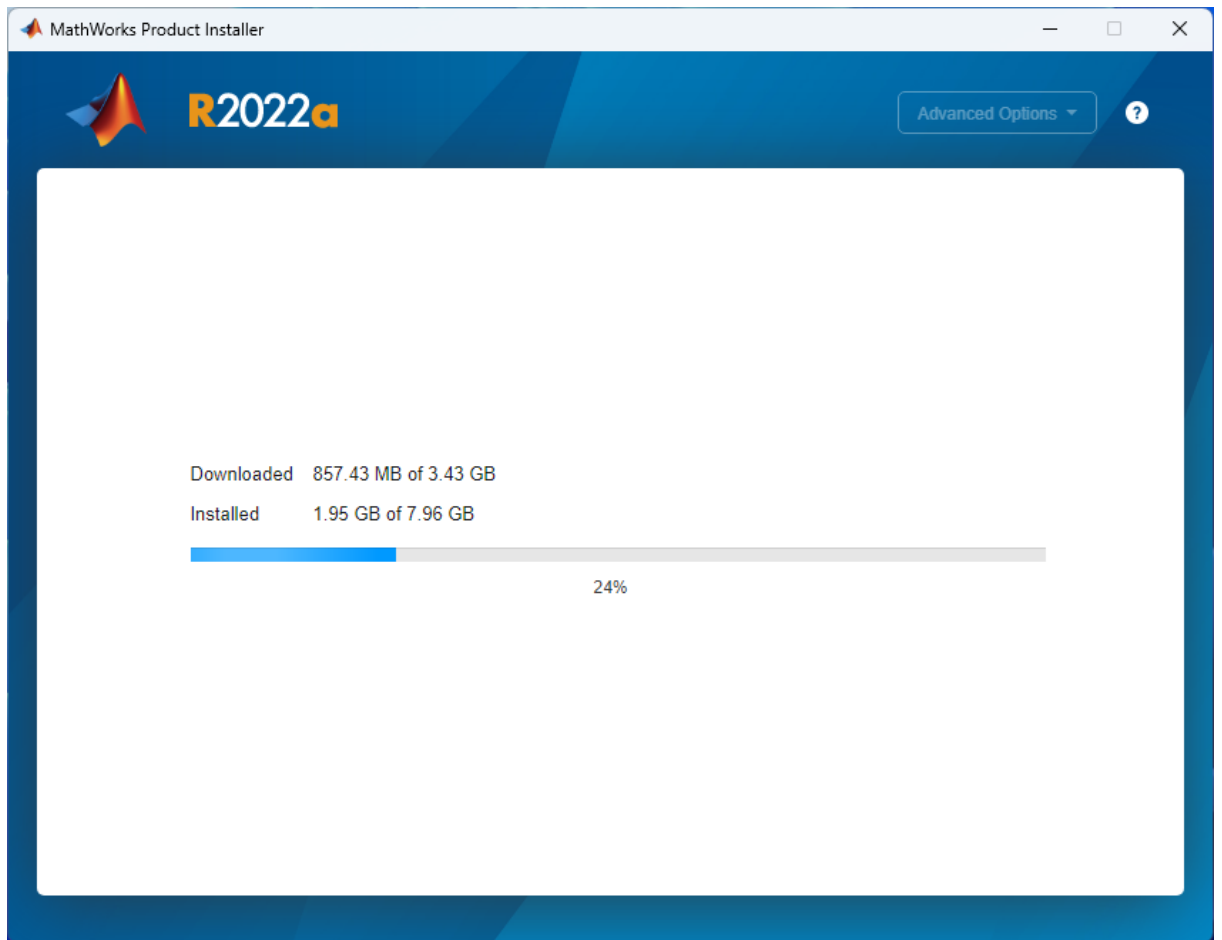 MathWorks Product Installer
R2022a
Advanced Options
?
Downloaded 857.43 MB of 3.43 GB
Installed 1.95 GB of 7.96 GB
24%